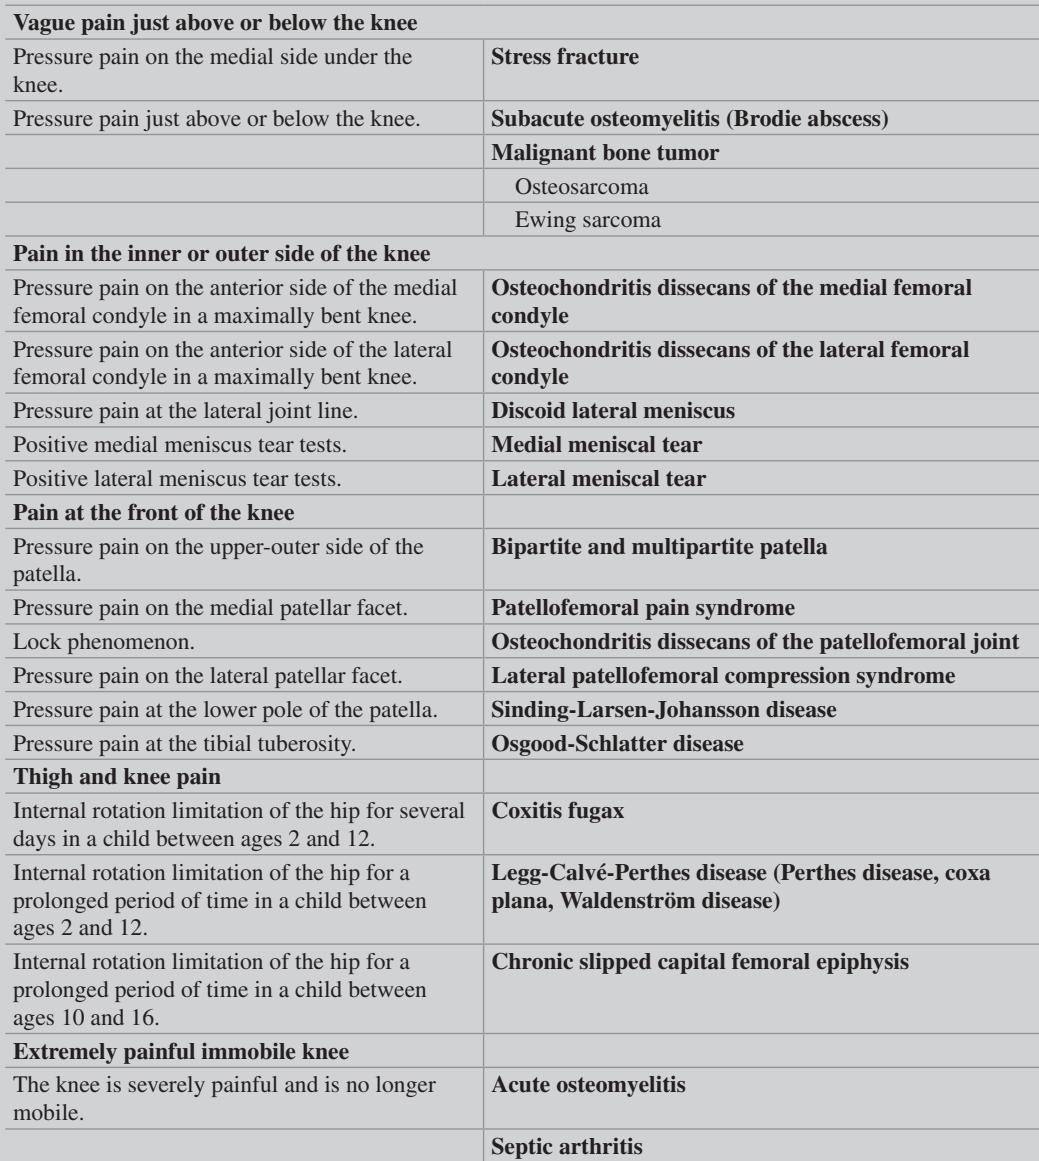 Vague pain just above or below the knee
Pressure pain on the medial side under the
knee.
Stress fracture
Pressure pain just above or below the knee.
Subacute osteomyelitis (Brodie abscess)
Malignant bone tumor
Osteosarcoma
Ewing sarcoma
Pain in the inner or outer side of the knee
Pressure pain on the anterior side of the medial
femoral condyle in a maximally bent knee.
Osteochondritis dissecans of the medial femoral
condyle
Pressure pain on the anterior side of the lateral
femoral condyle in a maximally bent knee.
Osteochondritis dissecans of the lateral femoral
condyle
Pressure pain at the lateral joint line.
Discoid lateral meniscus
Positive medial meniscus tear tests.
Medial meniscal tear
Positive lateral meniscus tear tests.
Lateral meniscal tear
Pain at the front of the knee
Pressure pain on the upper-outer side of the
patella.
Bipartite and multipartite patella
Pressure pain on the medial patellar facet.
Patellofemoral pain syndrome
Lock phenomenon.
Osteochondritis dissecans of the patellofemoral joint
Pressure pain on the lateral patellar facet.
Lateral patellofemoral compression syndrome
Pressure pain at the lower pole of the patella.
Sinding-Larsen-Johansson disease
Pressure pain at the tibial tuberosity.
Osgood-Schlatter disease
Thigh and knee pain
Internal rotation limitation of the hip for several
days in a child between ages 2 and 12.
Coxitis fugax
Internal rotation limitation of the hip for a
prolonged period of time in a child between
ages 2 and 12.
Legg-Calvé-Perthes disease (Perthes disease, coxa
plana, Waldenström disease)
Internal rotation limitation of the hip for a
prolonged period of time in a child between
ages 10 and 16.
Chronic slipped capital femoral epiphysis
Extremely painful immobile knee
The knee is severely painful and is no longer
mobile.
Acute osteomyelitis
Septic arthritis